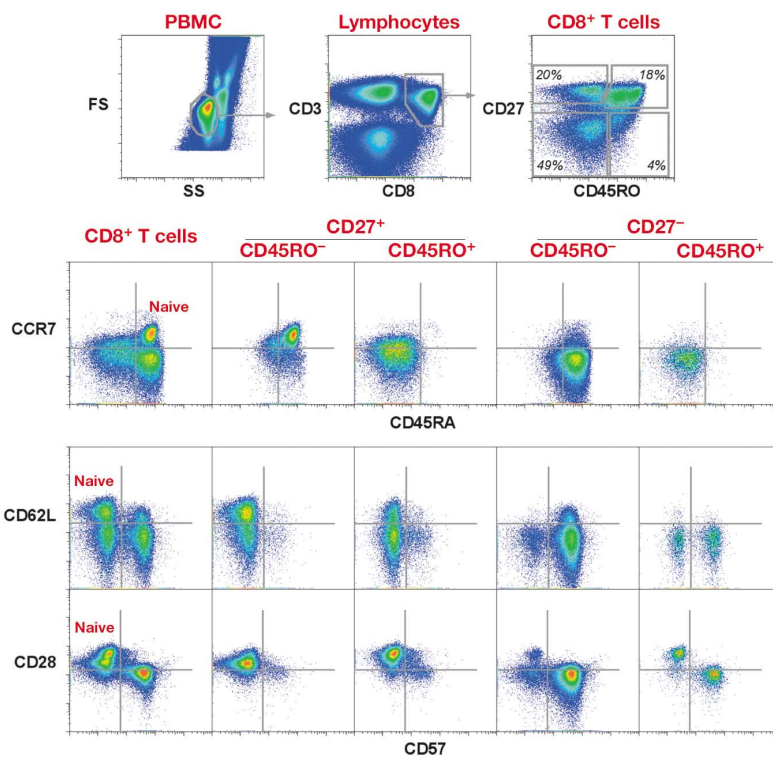 PBMC
Lymphocytes
CD8+ T cells
FS
SS
CD3
CD8
CD27
20%
18%
49%
4%
CD45RO
CD8+ T cells
CD27+
CD27–
CD45RO–
CD45RO+
CD45RO–
CD45RO+
CCR7
Naive
CD45RA
CD62L
Naive
CD28
Naive
CD57